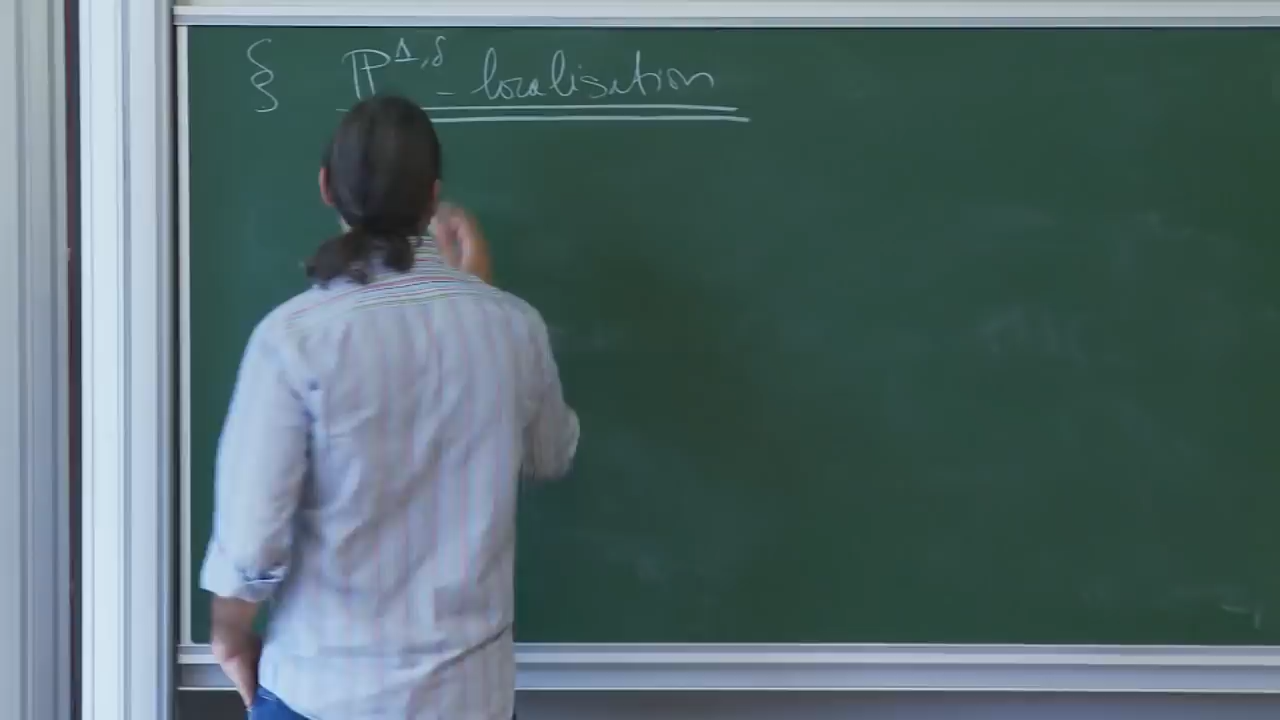 § ℙ^{Δ,δ} - localisation